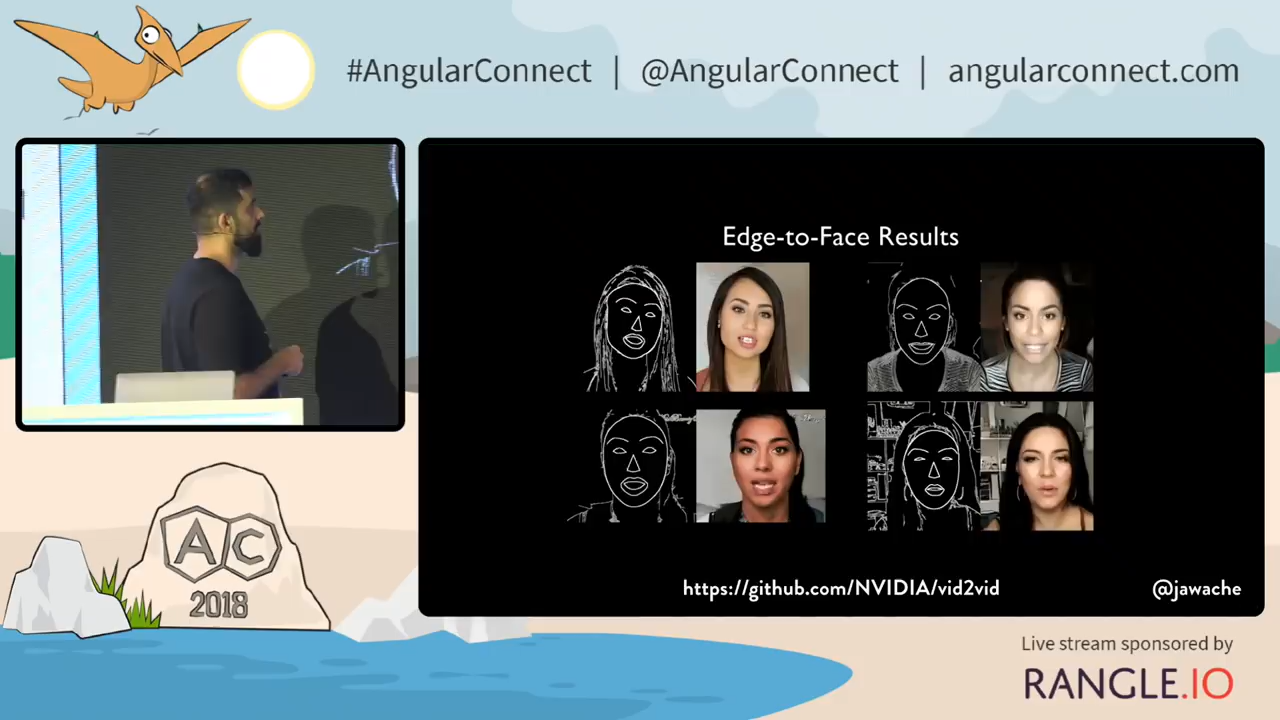 #AngularConnect | @AngularConnect | angularconnect.com
Edge-to-Face Results
https://github.com/NVIDIA/vid2vid
@jawache
AC
2018
Live stream sponsored by
RANGLE.IO